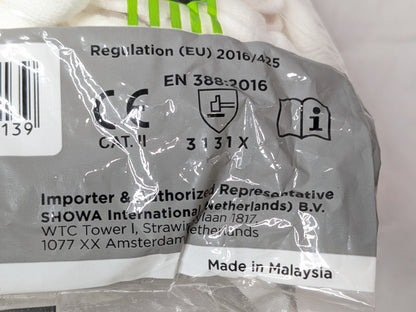 Regulation (EU) 2016/425
EN 388:2016
139
CE
CAT. II
3131X
i
Importer & Authorized Representative
SHOWA International (Netherlands) B.V.
WTC Tower I, 1817,
1077 XX Amsterdam Netherlands
Made in Malaysia